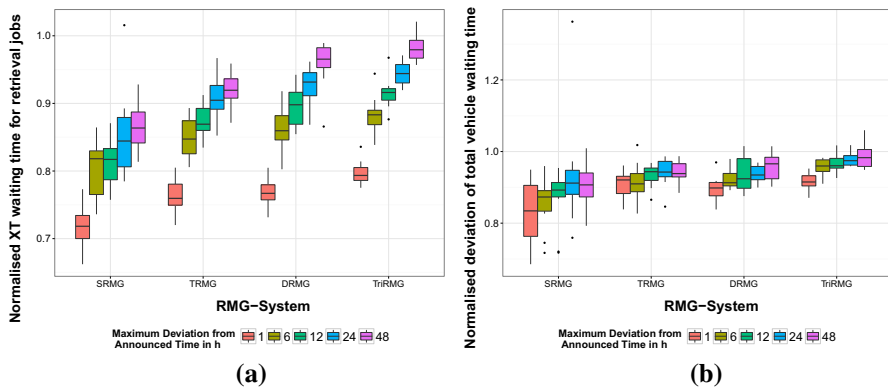 Normalised XT waiting time for retrieval jobs
1.0
0.9
0.8
0.7
SRMG TRMG DRMG TriRMG
RMG−System
Maximum Deviation from
Announced Time in h
1 6 12 24 48
(a)
Normalised deviation of total vehicle waiting time
1.2
1.0
0.8
SRMG TRMG DRMG TriRMG
RMG−System
Maximum Deviation from
Announced Time in h
1 6 12 24 48
(b)